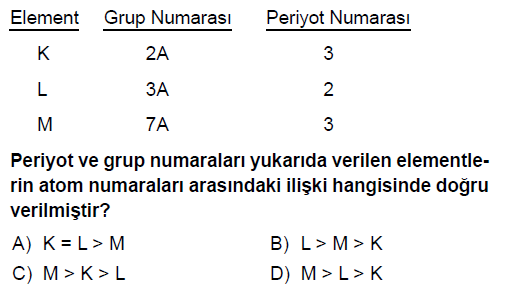 Element Grup Numarası Periyot Numarası
K 2A 3
L 3A 2
M 7A 3
Periyot ve grup numaraları yukarıda verilen elementle-
rin atom numaraları arasındaki ilişki hangisinde doğru
verilmiştir?
A) K = L > M B) L > M > K
C) M > K > L D) M > L > K